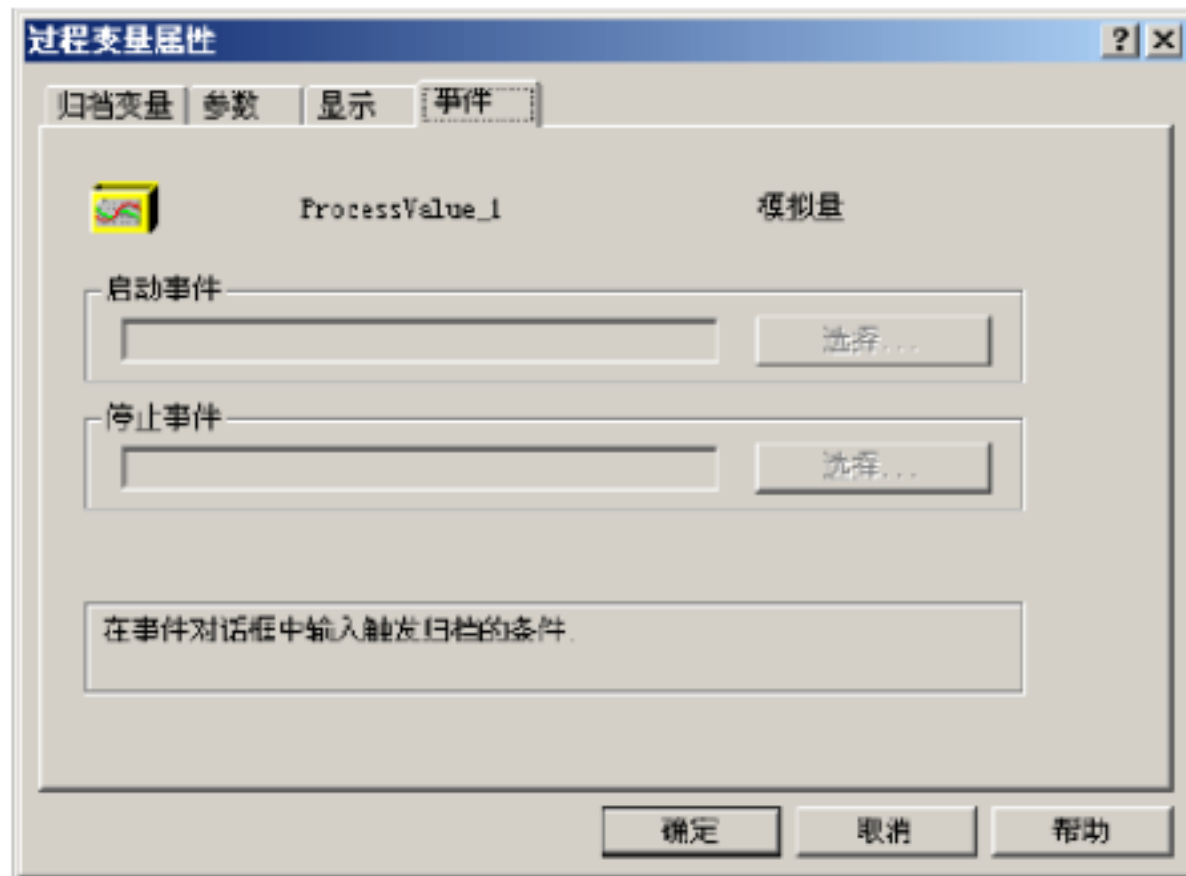 过程变量属性
归档变量 参数 显示 事件
ProcessValue_1 模拟量
启动事件
选择...
停止事件
选择...
在事件对话框中输入触发归档的条件.
确定 取消 帮助